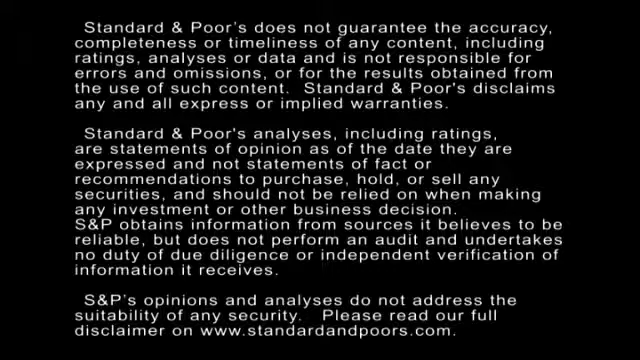 Standard & Poor’s does not guarantee the accuracy,
completeness or timeliness of any content, including
ratings, analyses or data and is not responsible for
errors and omissions, or for the results obtained from
the use of such content.  Standard & Poor's disclaims
any and all express or implied warranties.
Standard & Poor's analyses, including ratings,
are statements of opinion as of the date they are
expressed and not statements of fact or
recommendations to purchase, hold, or sell any
securities, and should not be relied on when making
any investment or other business decision.
S&P obtains information from sources it believes to be
reliable, but does not perform an audit and undertakes
no duty of due diligence or independent verification of
information it receives.
S&P’s opinions and analyses do not address the
suitability of any security.   Please read our full
disclaimer on www.standardandpoors.com.